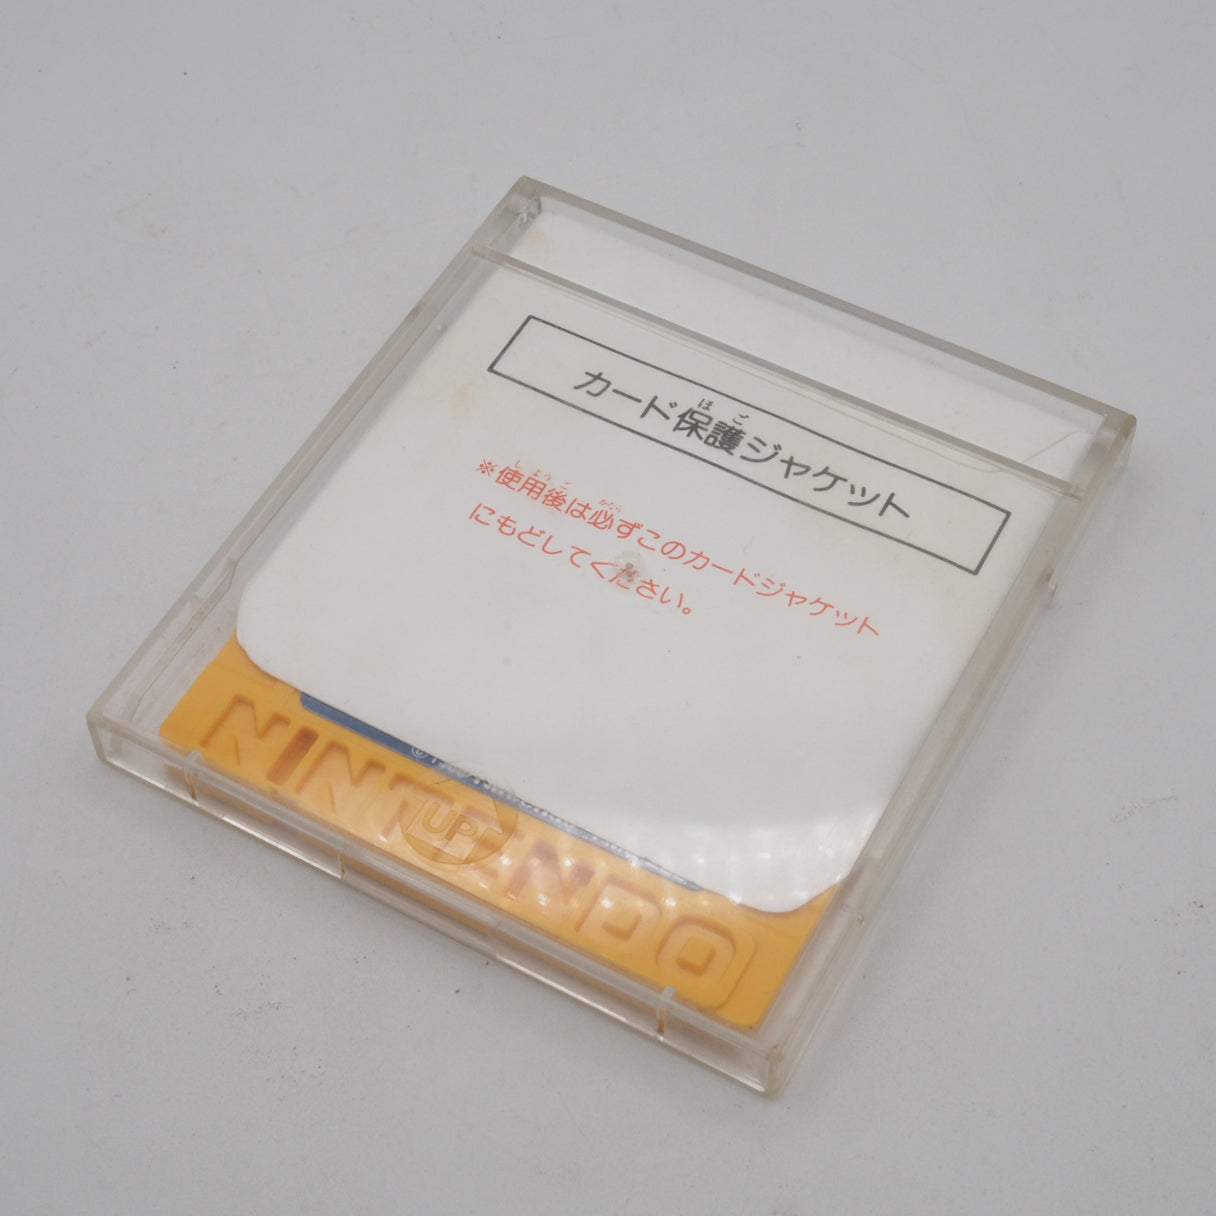 カード保護ジャケット
※使用後は必ずこのカードジャケット
にもどしてください。
UP
NINTENDO